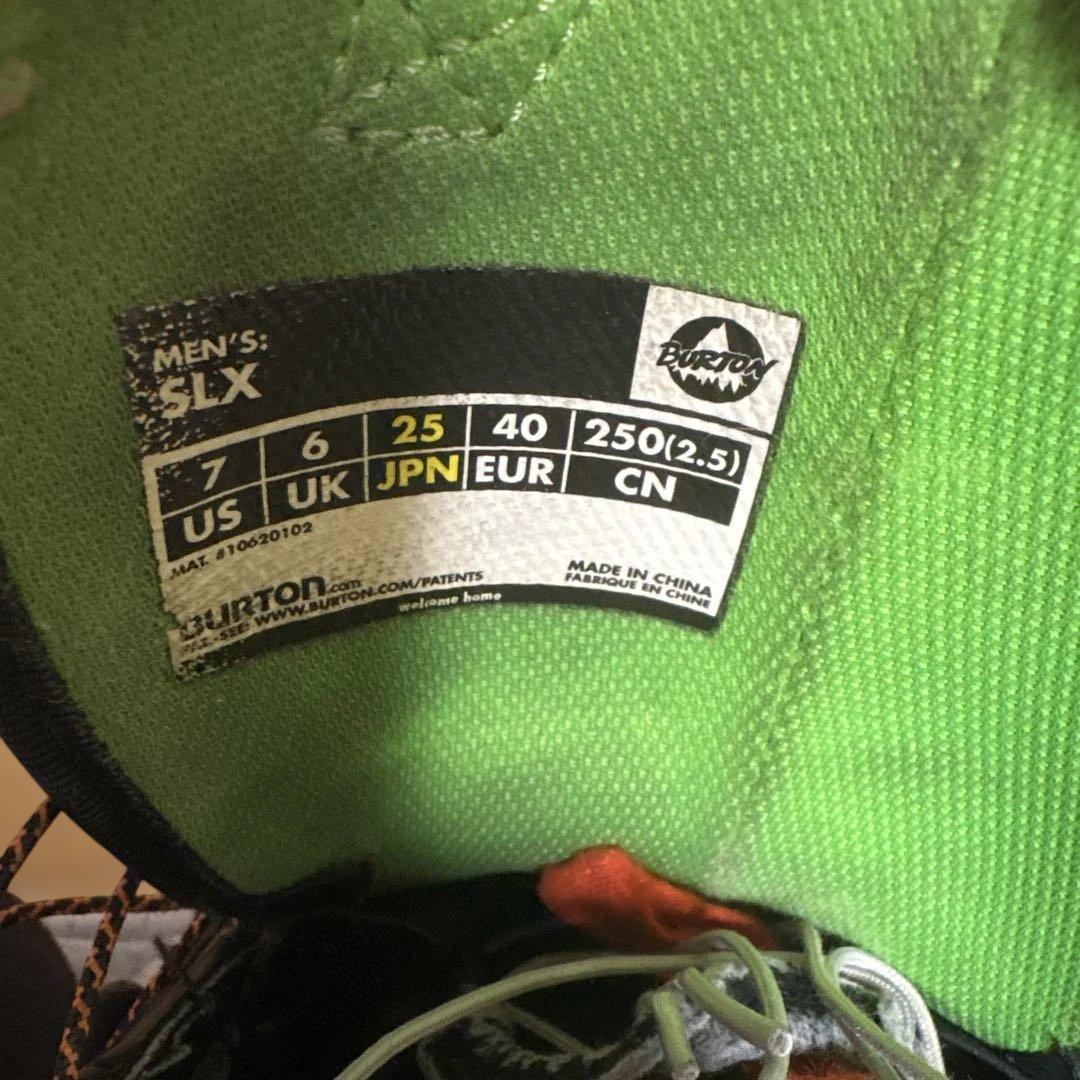 MEN'S:
SLX
BURTON
7 6 25 40 250(2.5)
US UK JPN EUR CN
MAT. #10620102
BURTON.com
PAT.-SEE: WWW.BURTON.COM/PATENTS
welcome home
MADE IN CHINA
FABRIQUE EN CHINE